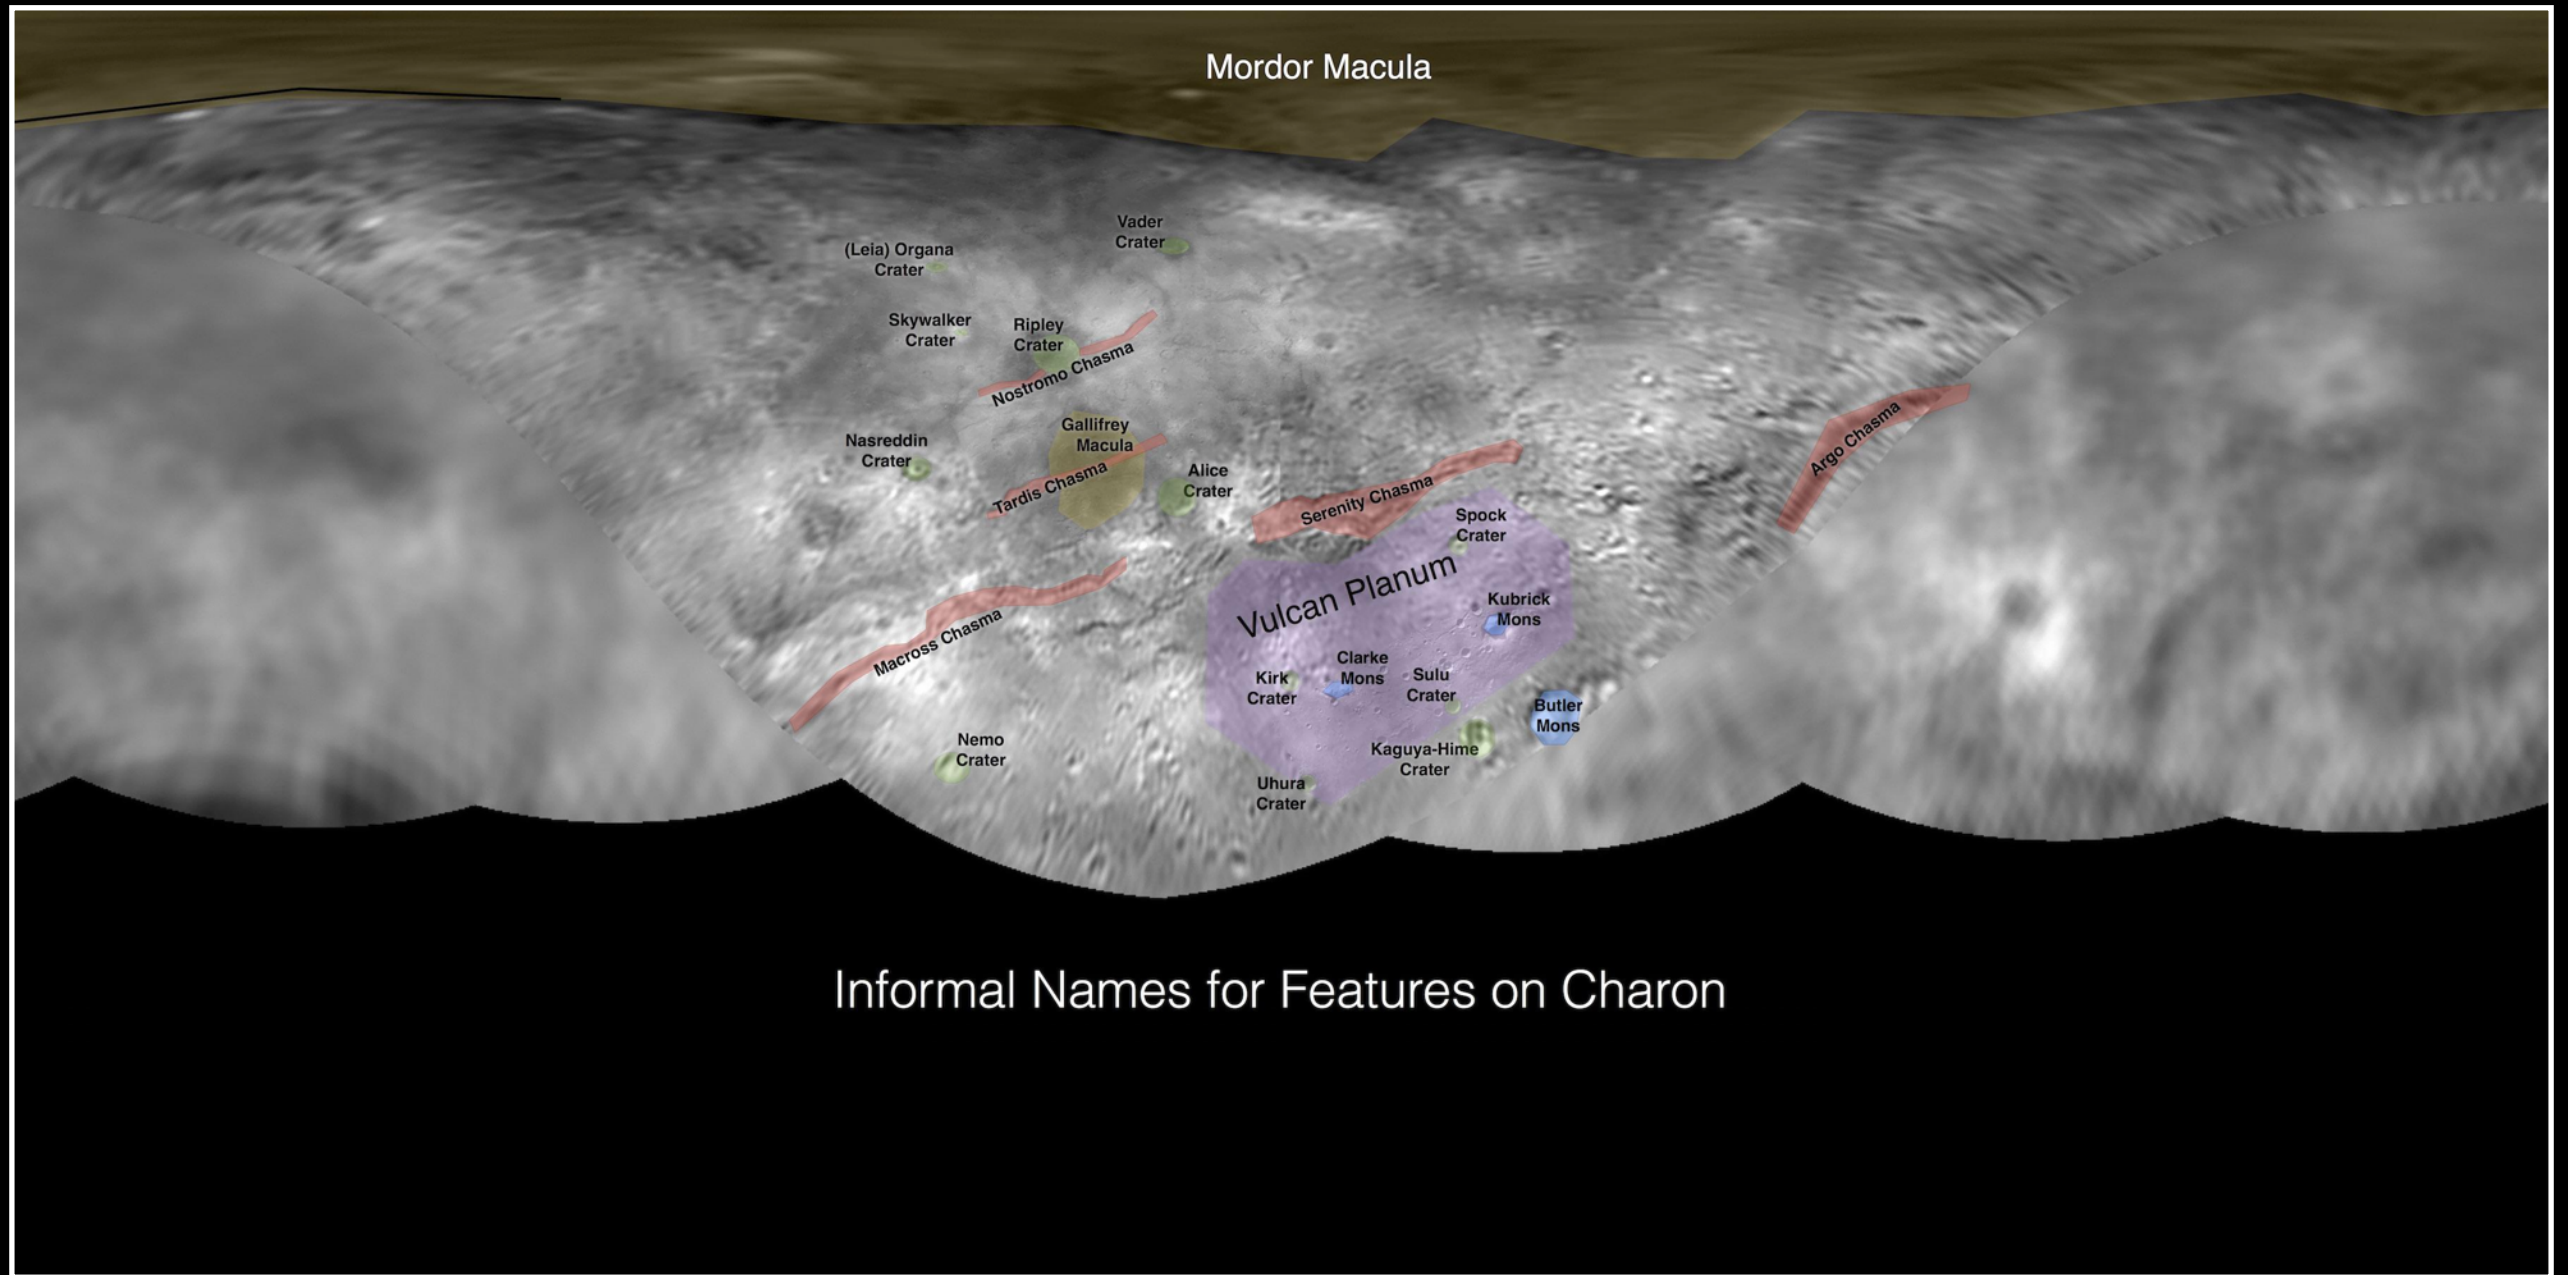 Mordor Macula
Vader
Crater
(Leia) Organa
Crater
Skywalker
Crater
Ripley
Crater
Nostromo Chasma
Gallifrey
Macula
Nasreddin
Crater
Tardis Chasma
Alice
Crater
Serenity Chasma
Argo Chasma
Spock
Crater
Vulcan Planum
Kubrick
Mons
Macross Chasma
Clarke
Mons
Kirk
Crater
Sulu
Crater
Butler
Mons
Nemo
Crater
Kaguya-Hime
Crater
Uhura
Crater
Informal Names for Features on Charon